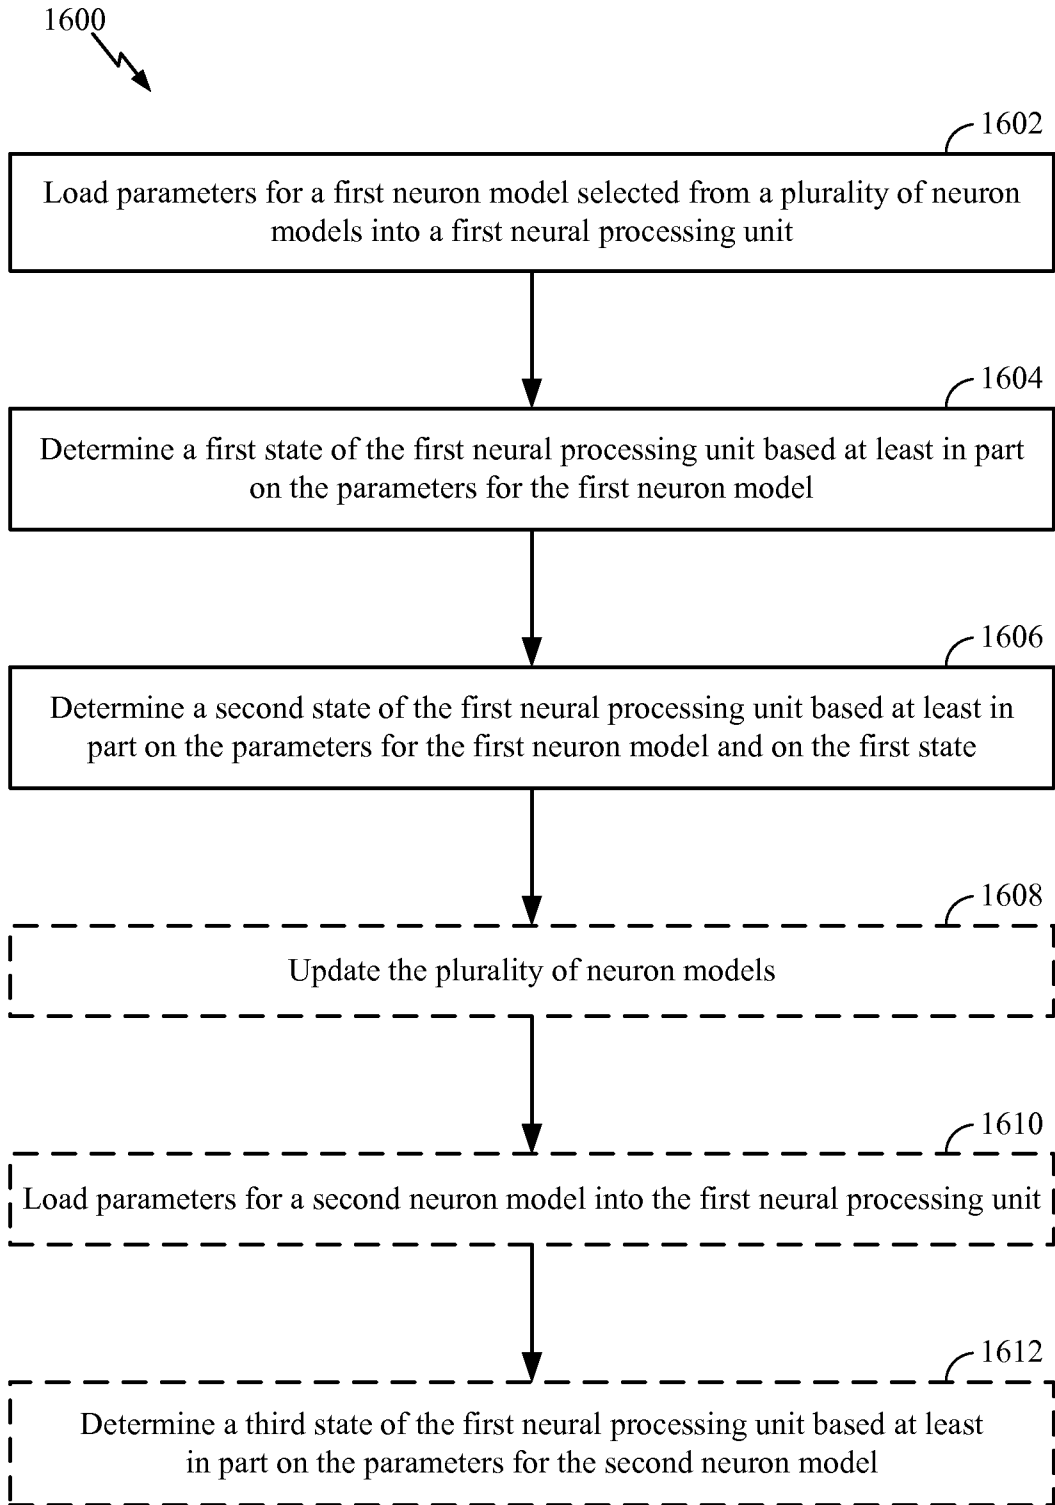 1600
1602
Load parameters for a first neuron model selected from a plurality of neuron
models into a first neural processing unit
1604
Determine a first state of the first neural processing unit based at least in part
on the parameters for the first neuron model
1606
Determine a second state of the first neural processing unit based at least in
part on the parameters for the first neuron model and on the first state
1608
Update the plurality of neuron models
1610
Load parameters for a second neuron model into the first neural processing unit
1612
Determine a third state of the first neural processing unit based at least
in part on the parameters for the second neuron model